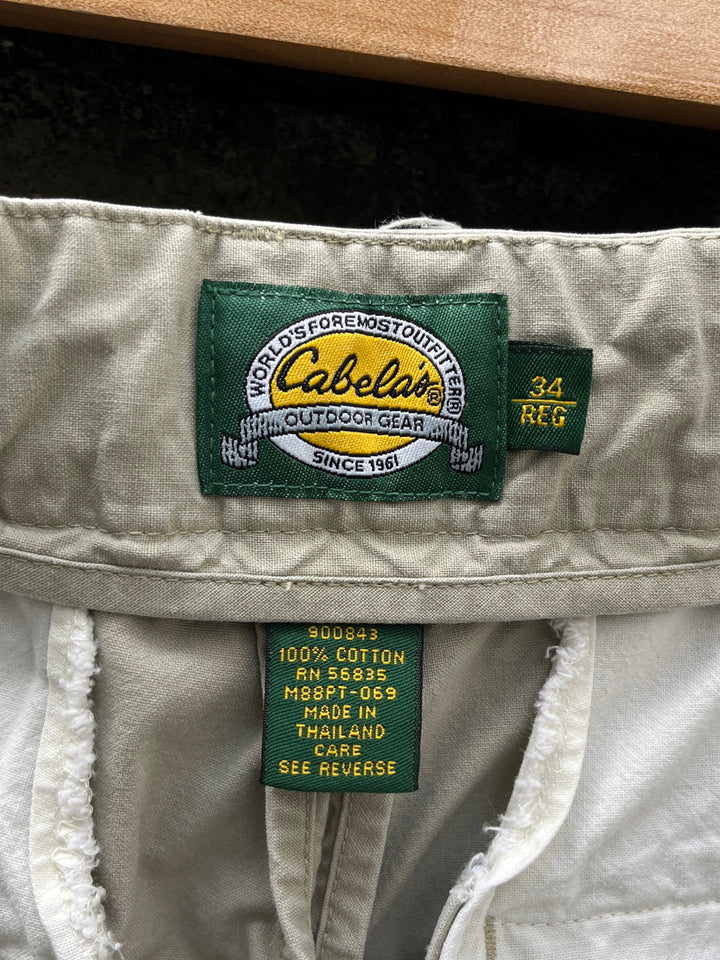 WORLD'S FOREMOST OUTFITTER®
Cabela's®
OUTDOOR GEAR
SINCE 1961
34
REG
900843
100% COTTON
RN 56835
M88PT-069
MADE IN
THAILAND
CARE
SEE REVERSE